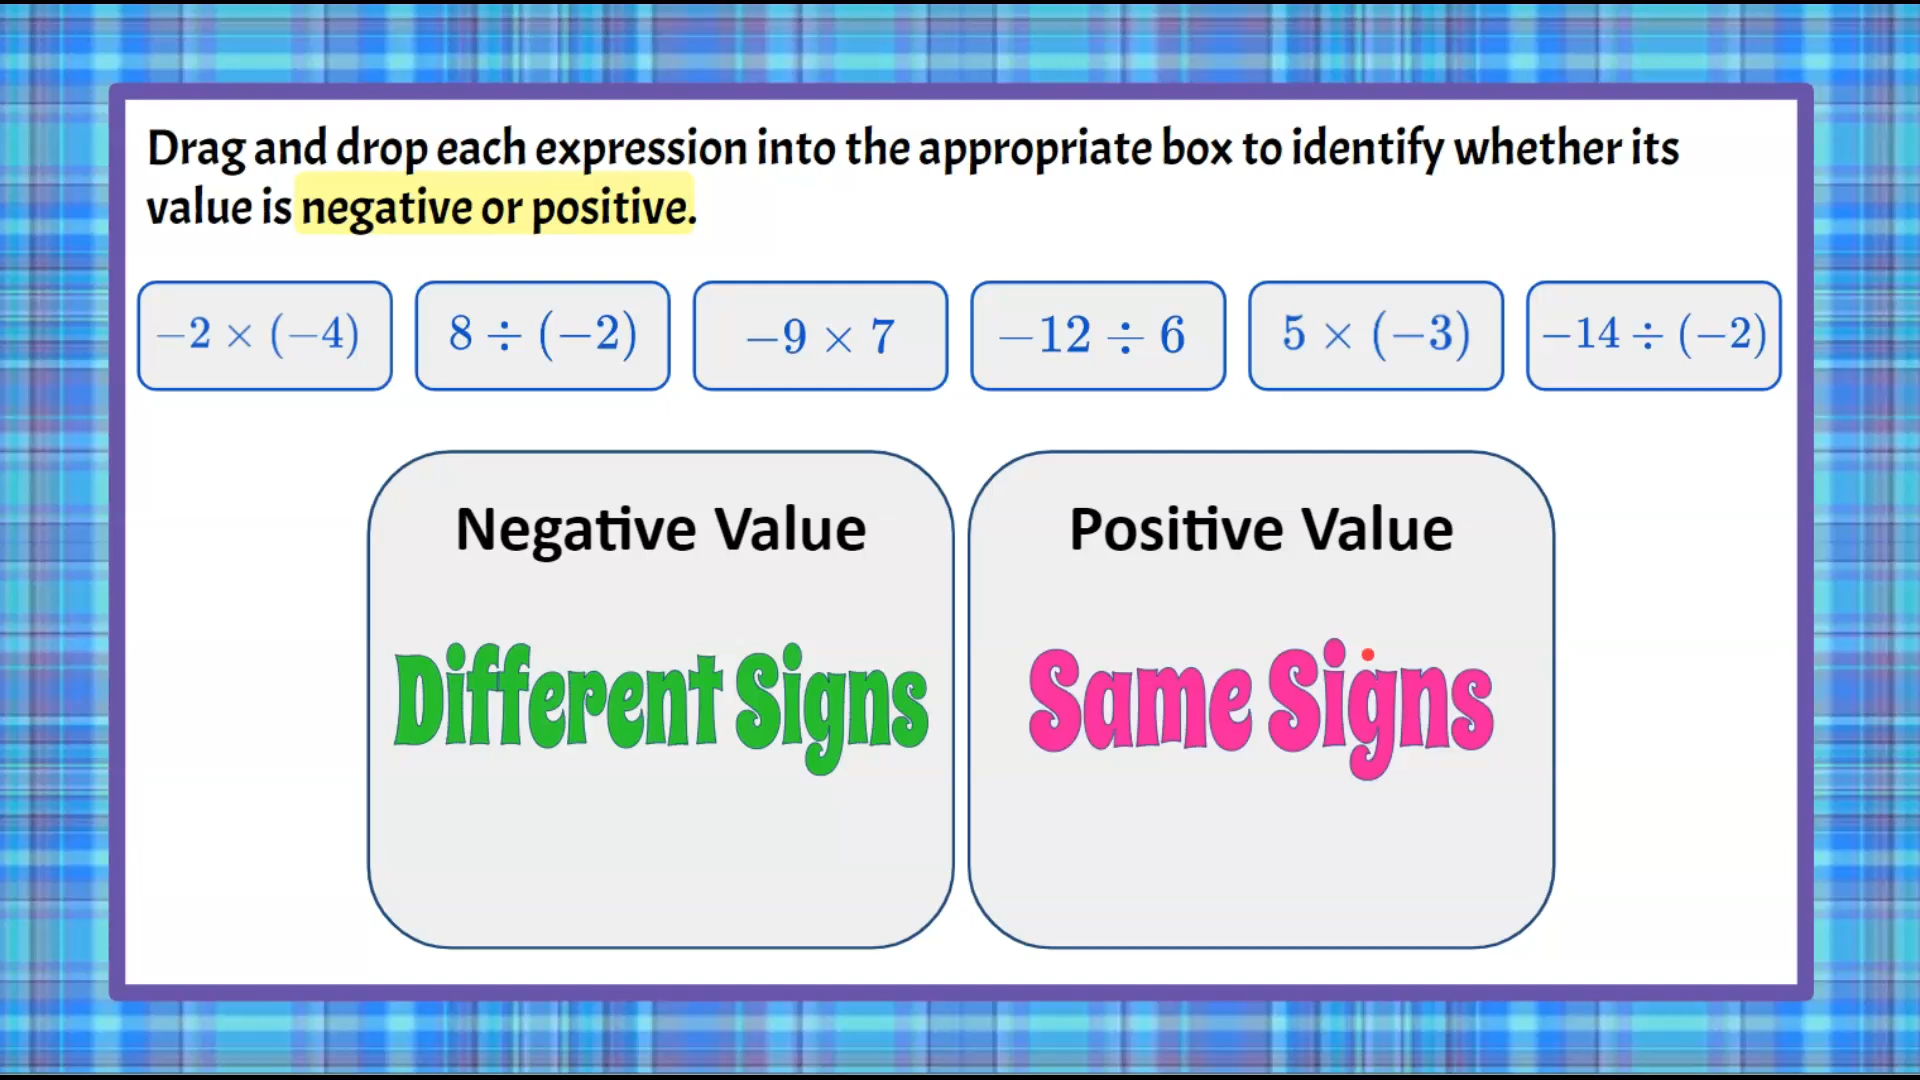 Drag and drop each expression into the appropriate box to identify whether its
value is negative or positive.
−2 × (−4)
8 ÷ (−2)
−9 × 7
−12 ÷ 6
5 × (−3)
−14 ÷ (−2)
Negative Value
Different Signs
Positive Value
Same Signs